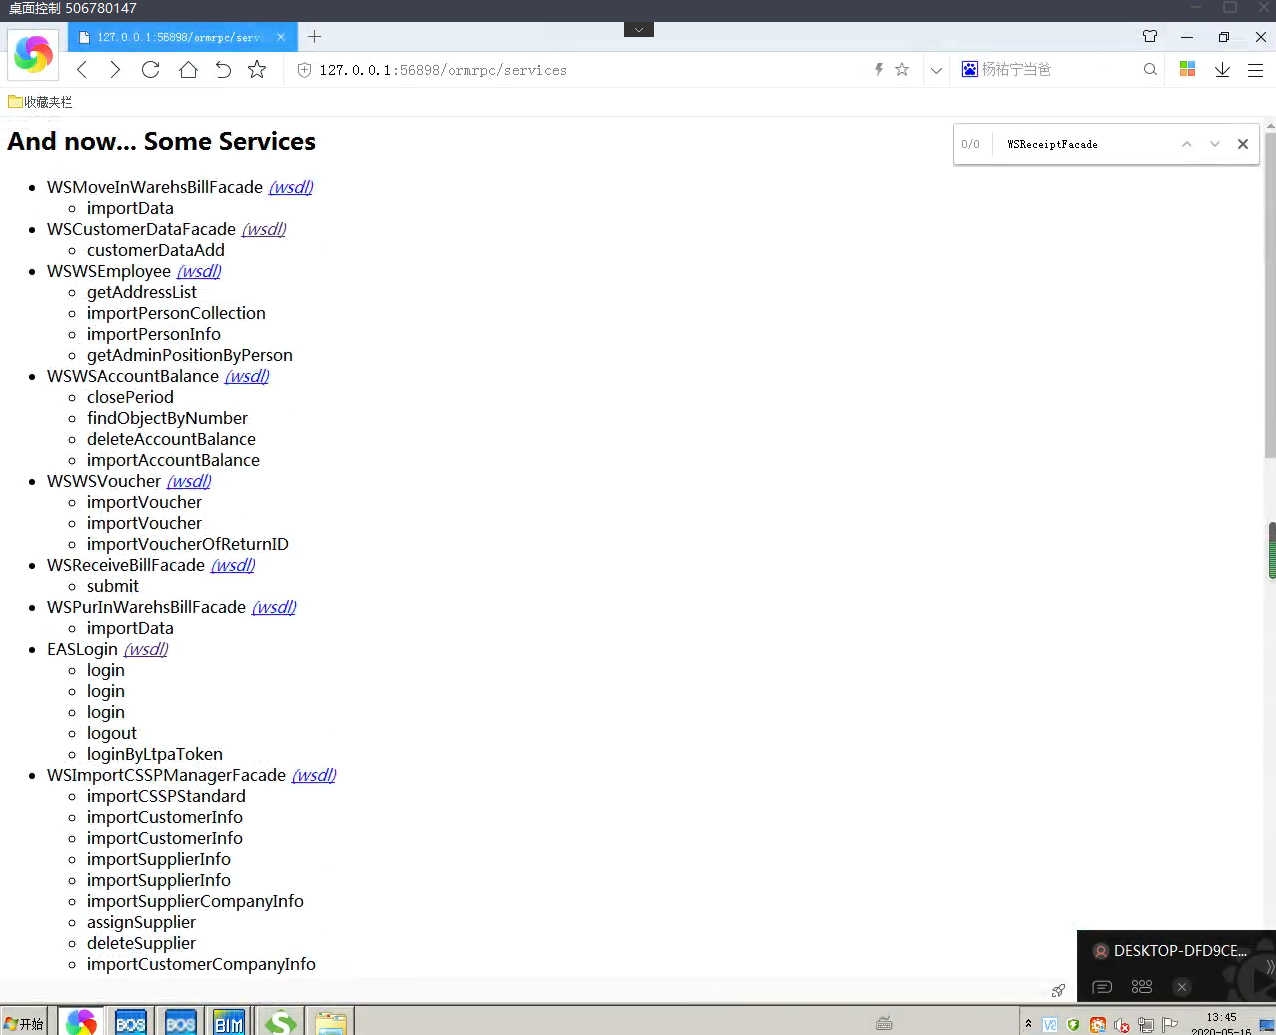 桌面控制 506780147
127.0.0.1:56898/ormrpc/serv
127.0.0.1:56898/ormrpc/services
杨祐宁当爸
收藏夹栏
And now... Some Services
0/0 WSReceiptFacade
WSMoveInWarehsBillFacade (wsdl)
importData
WSCustomerDataFacade (wsdl)
customerDataAdd
WSWSEmployee (wsdl)
getAddressList
importPersonCollection
importPersonInfo
getAdminPositionByPerson
WSWSAccountBalance (wsdl)
closePeriod
findObjectByNumber
deleteAccountBalance
importAccountBalance
WSWSVoucher (wsdl)
importVoucher
importVoucher
importVoucherOfReturnID
WSReceiveBillFacade (wsdl)
submit
WSPurInWarehsBillFacade (wsdl)
importData
EASLogin (wsdl)
login
login
login
logout
loginByLtpaToken
WSImportCSSPManagerFacade (wsdl)
importCSSPStandard
importCustomerInfo
importCustomerInfo
importSupplierInfo
importSupplierInfo
importSupplierCompanyInfo
assignSupplier
deleteSupplier
importCustomerCompanyInfo
DESKTOP-DFD9CE...
开始
BOS
BOS
BIM
13:45
2020-05-16